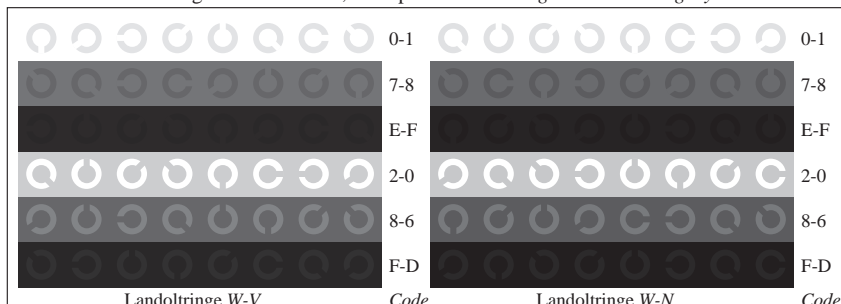 0-1 0-1
7-8 7-8
E-F E-F
2-0 2-0
8-6 8-6
F-D F-D
Landoltringe W-V Code Landoltringe W-N Code